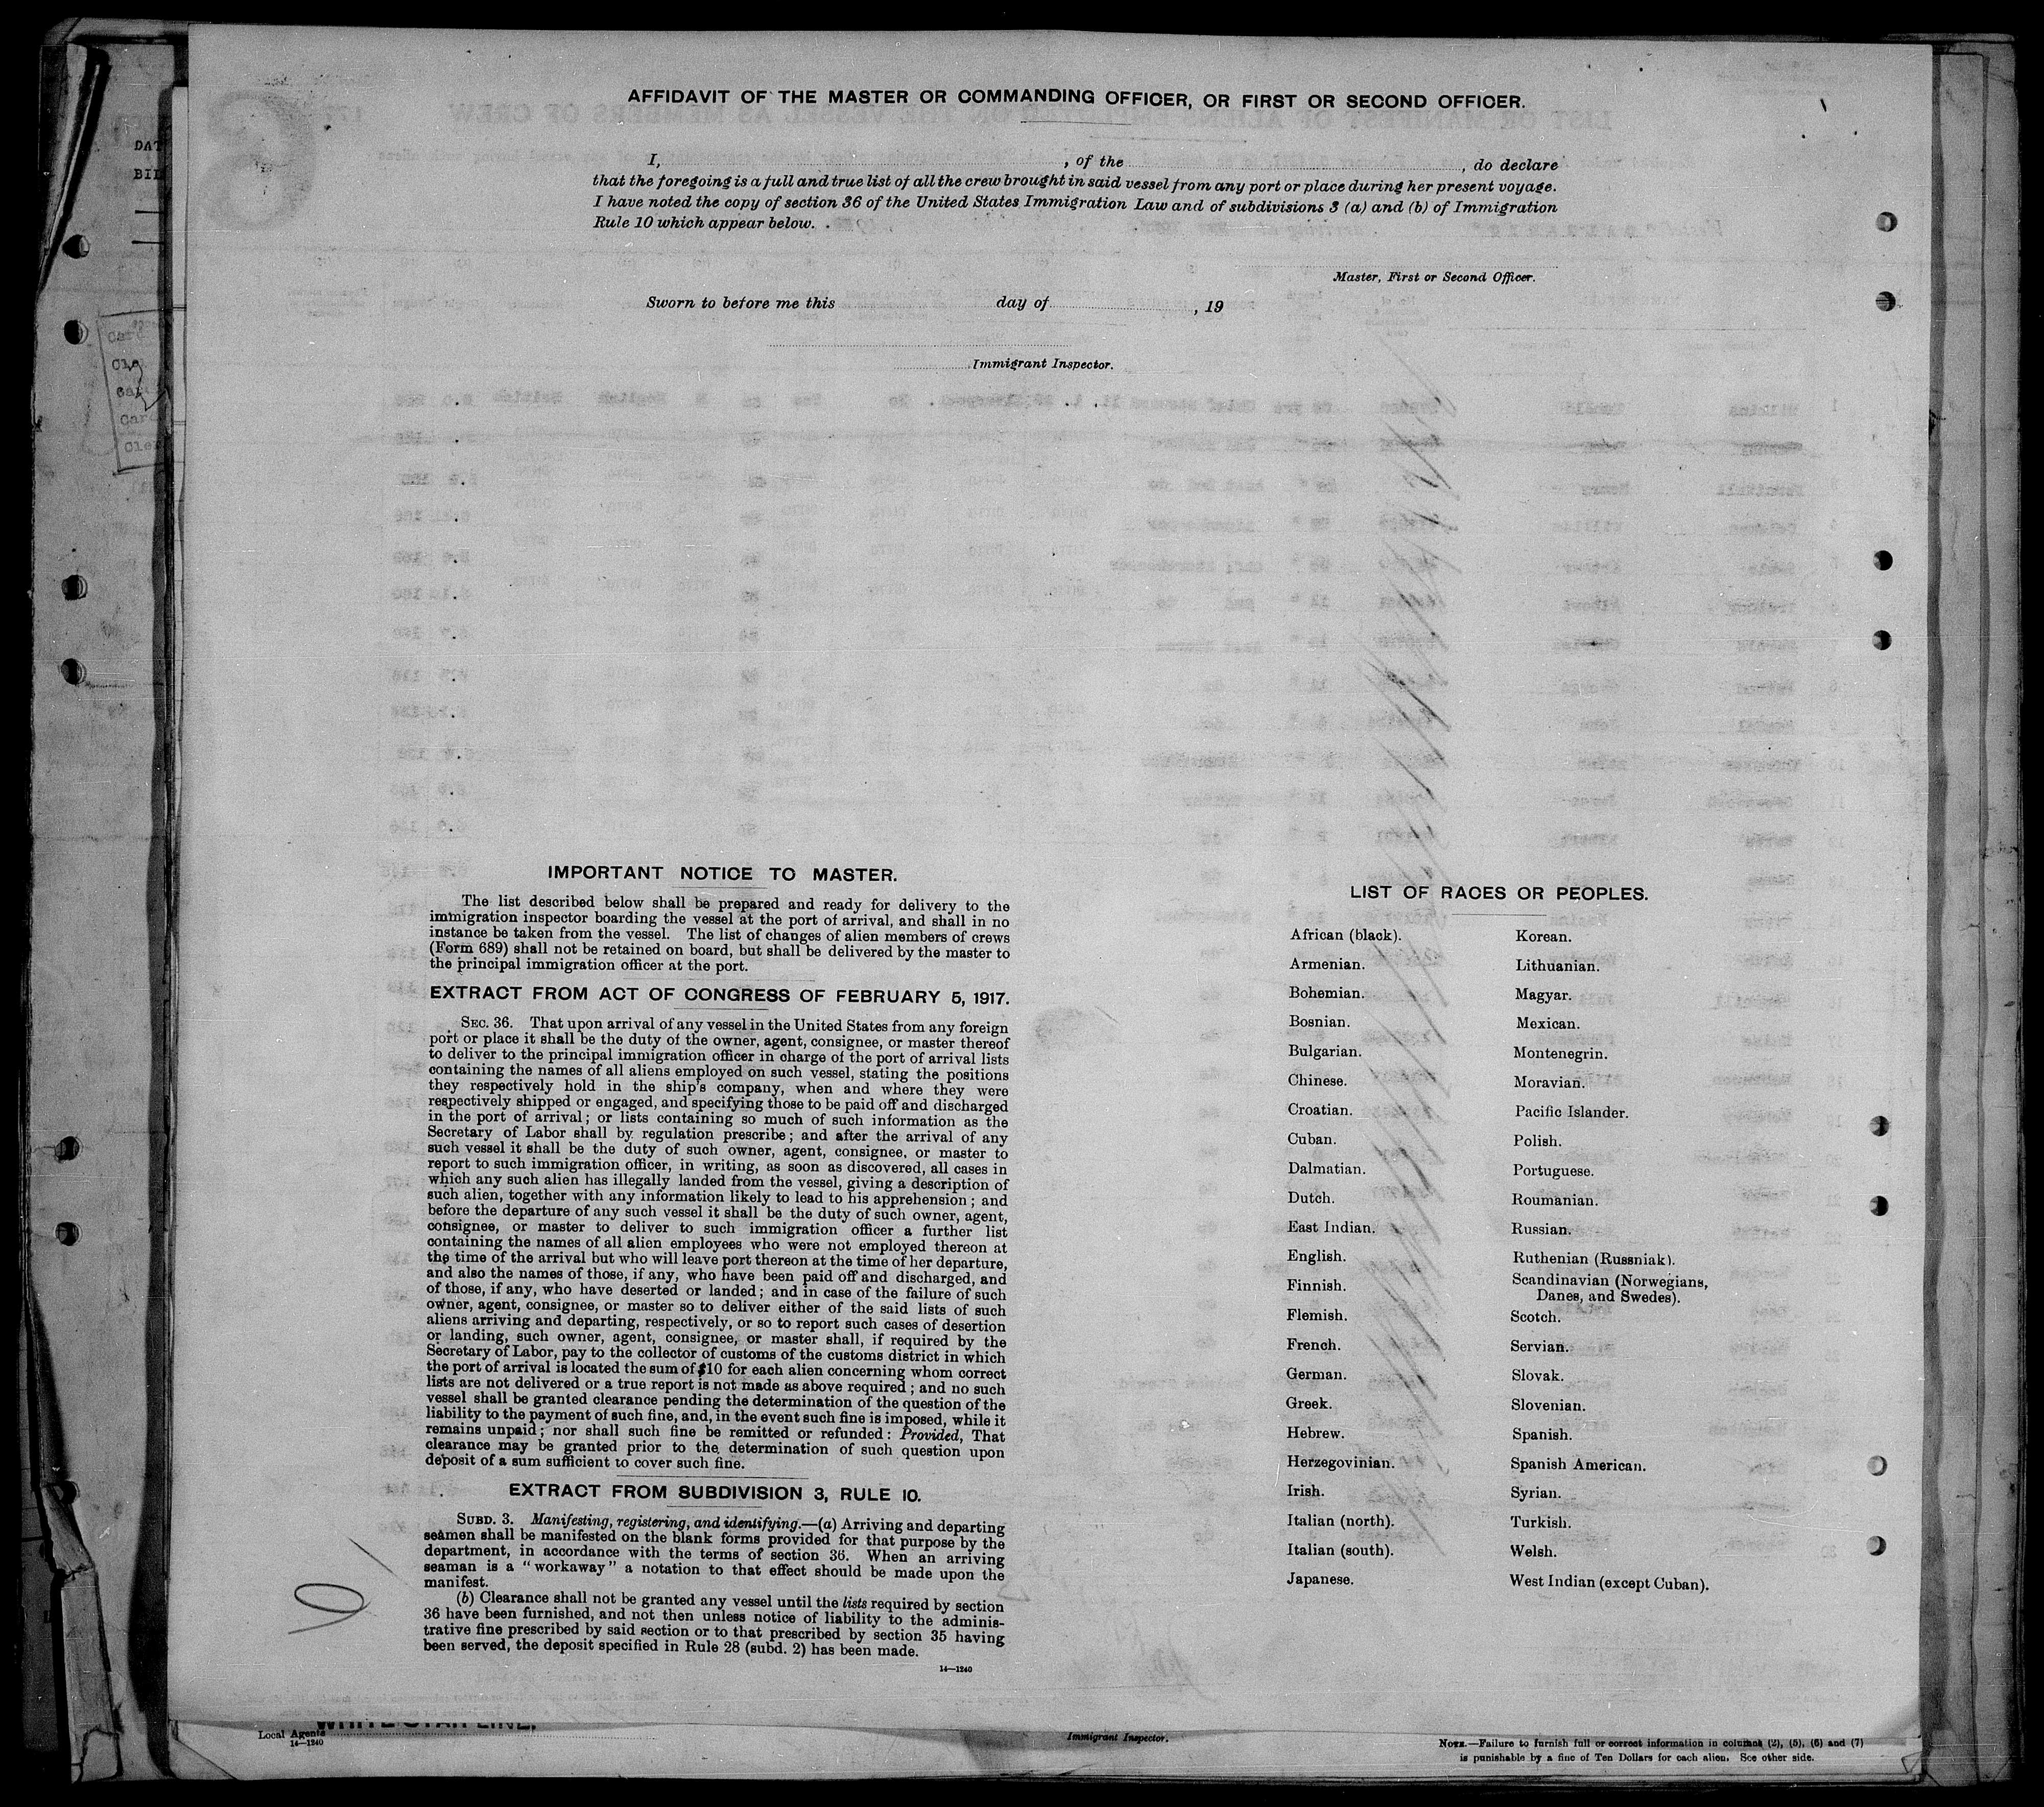 AFFIDAVIT OF THE MASTER OR COMMANDING OFFICER, OR FIRST OR SECOND OFFICER.
I, , of the , do declare
that the foregoing is a full and true list of all the crew brought in said vessel from any port or place during her present voyage.
I have noted the copy of section 36 of the United States Immigration Law and of subdivisions 3 (a) and (b) of Immigration
Rule 10 which appear below.
Master, First or Second Officer.
Sworn to before me this day of , 19
Immigrant Inspector.
IMPORTANT NOTICE TO MASTER.
The list described below shall be prepared and ready for delivery to the
immigration inspector boarding the vessel at the port of arrival, and shall in no
instance be taken from the vessel. The list of changes of alien members of crews
(Form 689) shall not be retained on board, but shall be delivered by the master to
the principal immigration officer at the port.
EXTRACT FROM ACT OF CONGRESS OF FEBRUARY 5, 1917.
SEC. 36. That upon arrival of any vessel in the United States from any foreign
port or place it shall be the duty of the owner, agent, consignee, or master thereof
to deliver to the principal immigration officer in charge of the port of arrival lists
containing the names of all aliens employed on such vessel, stating the positions
they respectively hold in the ship's company, when and where they were
respectively shipped or engaged, and specifying those to be paid off and discharged
in the port of arrival; or lists containing so much of such information as the
Secretary of Labor shall by regulation prescribe; and after the arrival of any
such vessel it shall be the duty of such owner, agent, consignee, or master to
report to such immigration officer, in writing, as soon as discovered, all cases in
which any such alien has illegally landed from the vessel, giving a description of
such alien, together with any information likely to lead to his apprehension; and
before the departure of any such vessel it shall be the duty of such owner, agent,
consignee, or master to deliver to such immigration officer a further list
containing the names of all alien employees who were not employed thereon at
the time of the arrival but who will leave port thereon at the time of her departure,
and also the names of those, if any, who have been paid off and discharged, and
of those, if any, who have deserted or landed; and in case of the failure of such
owner, agent, consignee, or master so to deliver either of the said lists of such
aliens arriving and departing, respectively, or so to report such cases of desertion
or landing, such owner, agent, consignee, or master shall, if required by the
Secretary of Labor, pay to the collector of customs of the customs district in which
the port of arrival is located the sum of $10 for each alien concerning whom correct
lists are not delivered or a true report is not made as above required; and no such
vessel shall be granted clearance pending the determination of the question of the
liability to the payment of such fine, and, in the event such fine is imposed, while it
remains unpaid; nor shall such fine be remitted or refunded: Provided, That
clearance may be granted prior to the determination of such question upon
deposit of a sum sufficient to cover such fine.
EXTRACT FROM SUBDIVISION 3, RULE 10.
SUBD. 3. Manifesting, registering, and identifying.—(a) Arriving and departing
seamen shall be manifested on the blank forms provided for that purpose by the
department, in accordance with the terms of section 36. When an arriving
seaman is a "workaway" a notation to that effect should be made upon the
manifest.
(b) Clearance shall not be granted any vessel until the lists required by section
36 have been furnished, and not then unless notice of liability to the adminis-
trative fine prescribed by said section or to that prescribed by section 35 having
been served, the deposit specified in Rule 28 (subd. 2) has been made.
14—1240
LIST OF RACES OR PEOPLES.
African (black).
Armenian.
Bohemian.
Bosnian.
Bulgarian.
Chinese.
Croatian.
Cuban.
Dalmatian.
Dutch.
East Indian.
English.
Finnish.
Flemish.
French.
German.
Greek.
Hebrew.
Herzegovinian.
Irish.
Italian (north).
Italian (south).
Japanese.
Korean.
Lithuanian.
Magyar.
Mexican.
Montenegrin.
Moravian.
Pacific Islander.
Polish.
Portuguese.
Roumanian.
Russian.
Ruthenian (Russniak).
Scandinavian (Norwegians,
Danes, and Swedes).
Scotch.
Servian.
Slovak.
Slovenian.
Spanish.
Spanish American.
Syrian.
Turkish.
Welsh.
West Indian (except Cuban).
WHITE STAR LINE.
Local Agents
14—1240
Immigrant Inspector.
NOTE.—Failure to furnish full or correct information in columns (2), (5), (6) and (7)
is punishable by a fine of Ten Dollars for each alien. See other side.